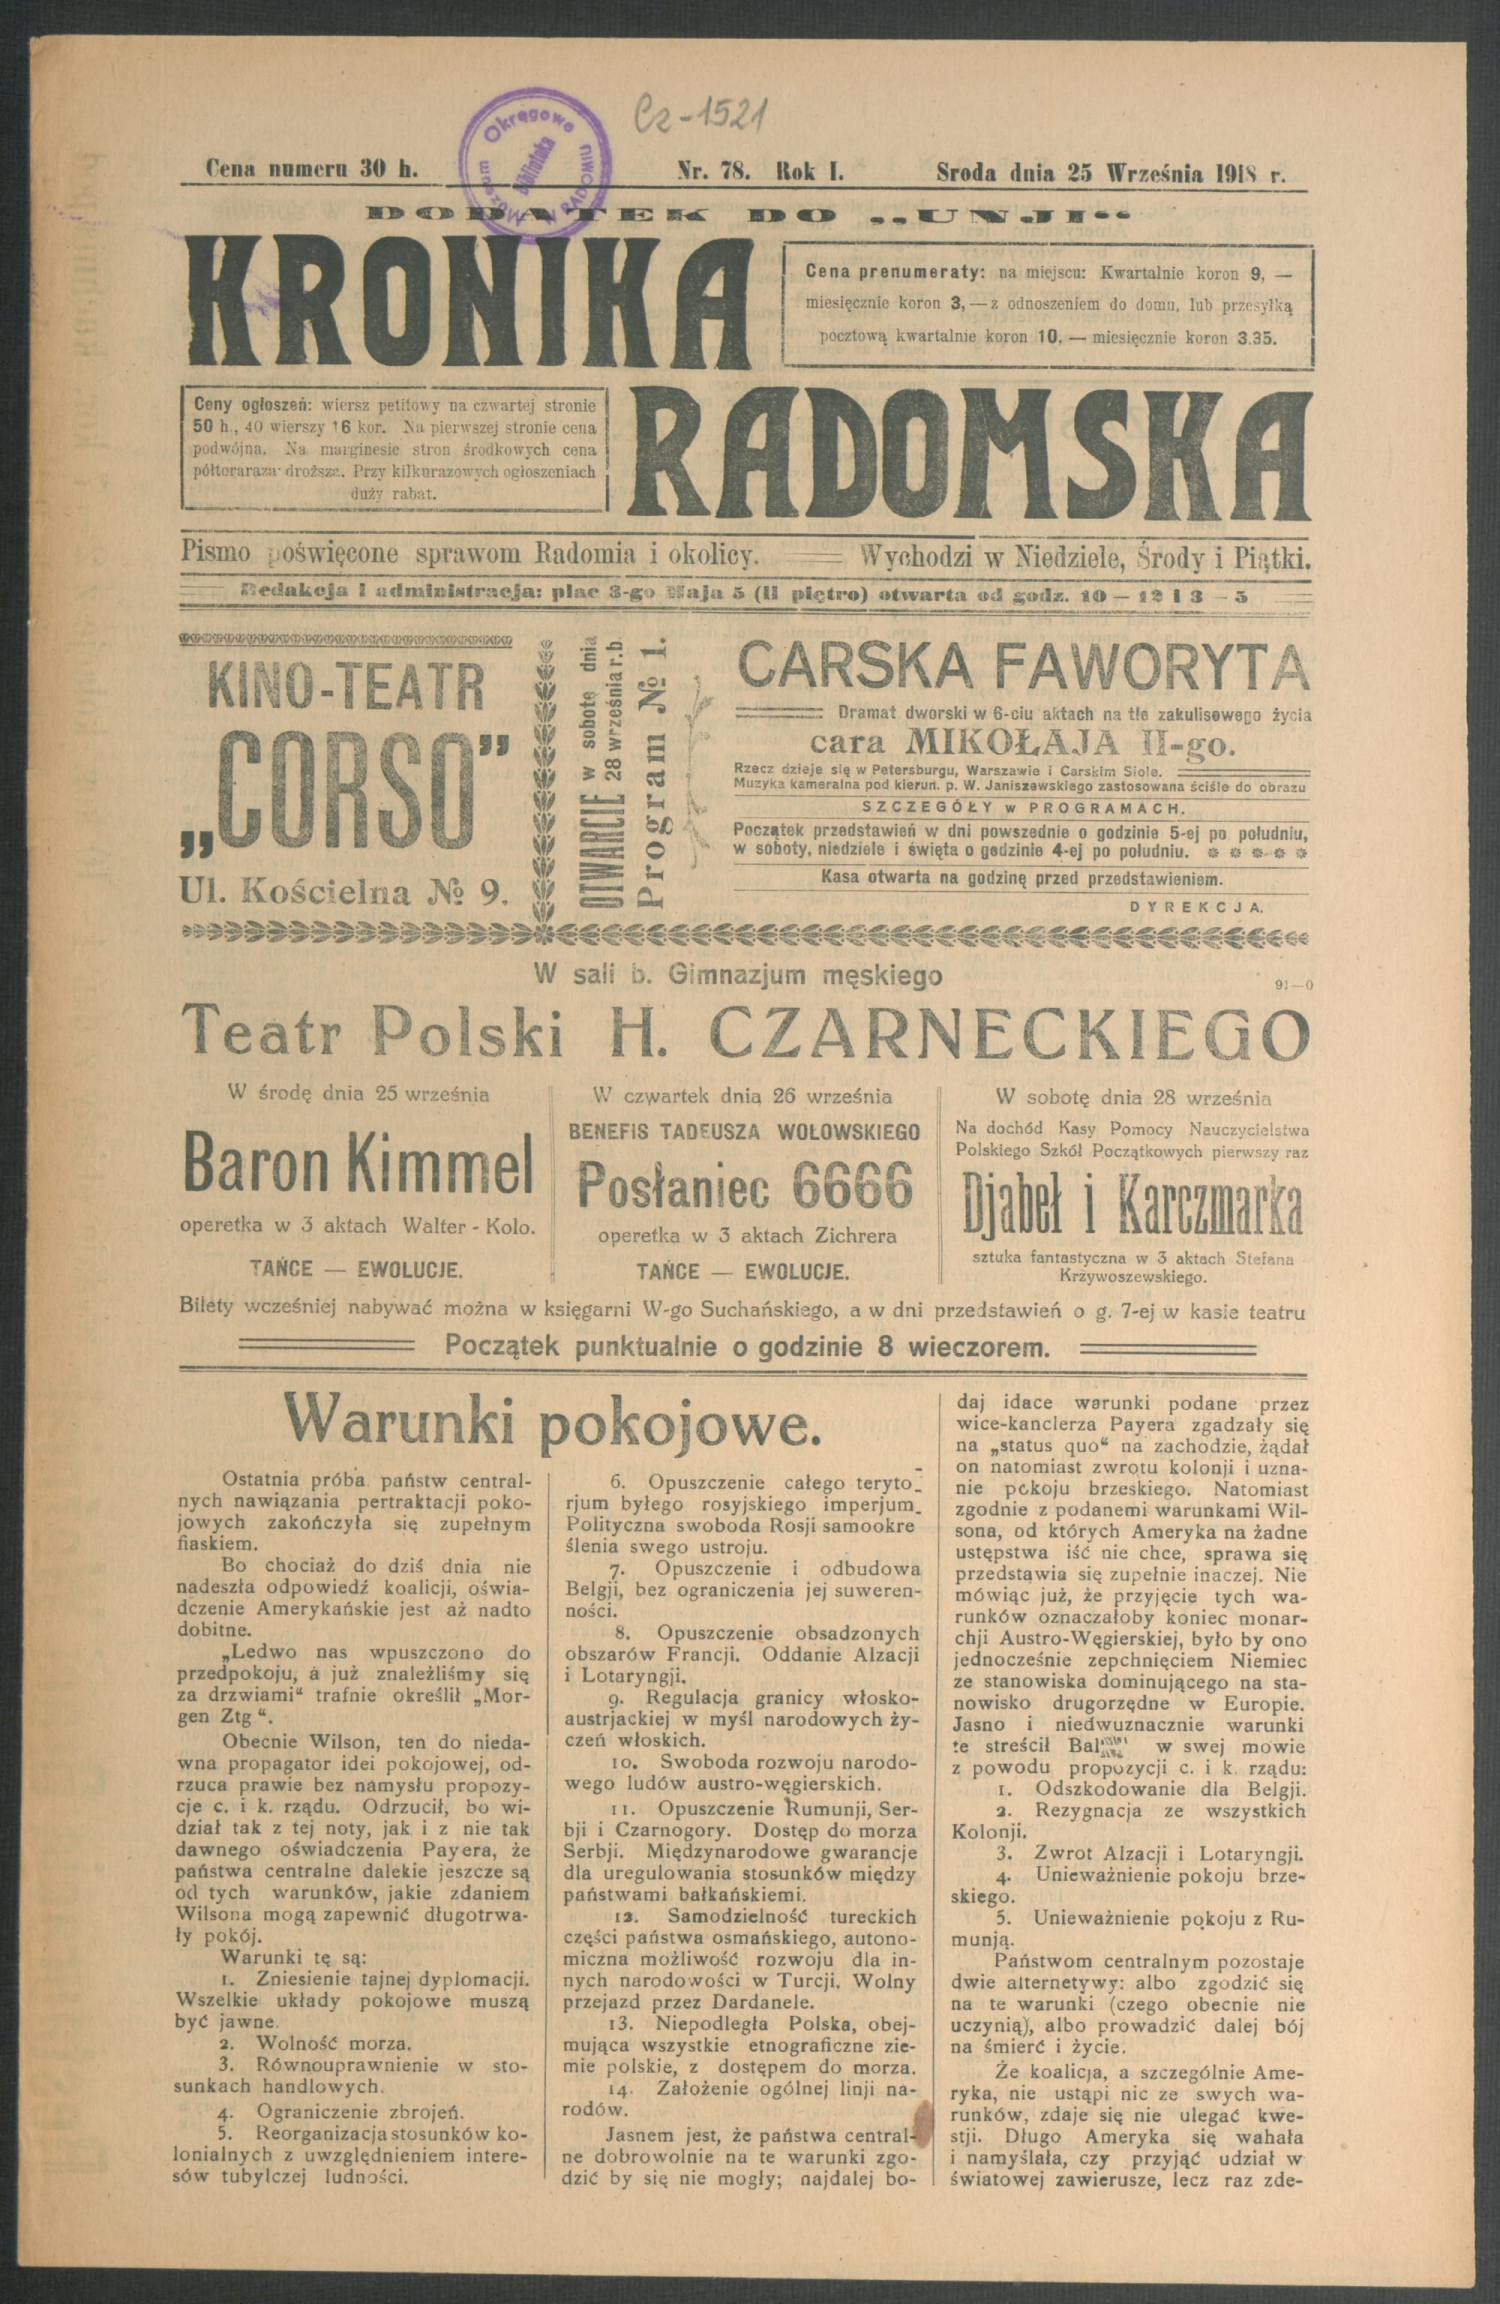 Cz-1521
Muzeum Okręgowe W RADOMIU
Biblioteka
Cena numeru 30 h.
Nr. 78. Rok I.
Sroda dnia 25 Września 1918 r.
DODATEK DO „UNJI“
KRONIKA
Cena prenumeraty: na miejscu: Kwartalnie koron 9, —
miesięcznie koron 3, — z odnoszeniem do domu, lub przesyłką
pocztową kwartalnie koron 10. — miesięcznie koron 3.35.
Ceny ogłoszeń: wiersz petitowy na czwartej stronie
50 h., 40 wierszy 16 kor. Na pierwszej stronie cena
podwójna. Na marginesie stron środkowych cena
półtoraraza droższa. Przy kilkurazowych ogłoszeniach
duży rabat.
RADOMSKA
Pismo poświęcone sprawom Radomia i okolicy.
Wychodzi w Niedziele, Środy i Piątki.
Redakcja i administracja: plac 3-go Maja 5 (II piętro) otwarta od godz. 10 — 12 i 3 — 5
KINO-TEATR
„CORSO”
Ul. Kościelna № 9.
OTWARCIE w sobotę dnia
28 września r.b.
Program № 1.
CARSKA FAWORYTA
Dramat dworski w 6-ciu aktach na tle zakulisowego życia
cara MIKOŁAJA II-go.
Rzecz dzieje się w Petersburgu, Warszawie i Carskim Siole.
Muzyka kameralna pod kierun. p. W. Janiszewskiego zastosowana ściśle do obrazu
SZCZEGÓŁY w PROGRAMACH.
Początek przedstawień w dni powszednie o godzinie 5-ej po południu,
w soboty, niedziele i święta o godzinie 4-ej po południu.
Kasa otwarta na godzinę przed przedstawieniem.
DYREKCJA.
W sali b. Gimnazjum męskiego
91—0
Teatr Polski H. CZARNECKIEGO
W środę dnia 25 września
Baron Kimmel
operetka w 3 aktach Walter - Kolo.
TAŃCE — EWOLUCJE.
W czwartek dnia 26 września
BENEFIS TADEUSZA WOŁOWSKIEGO
Posłaniec 6666
operetka w 3 aktach Zichrera
TAŃCE — EWOLUCJE.
W sobotę dnia 28 września
Na dochód Kasy Pomocy Nauczycielstwa
Polskiego Szkół Początkowych pierwszy raz
Djabeł i Karczmarka
sztuka fantastyczna w 3 aktach Stefana
Krzywoszewskiego.
Bilety wcześniej nabywać można w księgarni W-go Suchańskiego, a w dni przedstawień o g. 7-ej w kasie teatru
Początek punktualnie o godzinie 8 wieczorem.
Warunki pokojowe.
Ostatnia próba państw central-
nych nawiązania pertraktacji poko-
jowych zakończyła się zupełnym
fiaskiem.
Bo chociaż do dziś dnia nie
nadeszła odpowiedź koalicji, oświa-
dczenie Amerykańskie jest aż nadto
dobitne.
„Ledwo nas wpuszczono do
przedpokoju, a już znależliśmy się
za drzwiami“ trafnie określił „Mor-
gen Ztg“.
Obecnie Wilson, ten do nieda-
wna propagator idei pokojowej, od-
rzuca prawie bez namysłu propozy-
cje c. i k. rządu. Odrzucił, bo wi-
dział tak z tej noty, jak i z nie tak
dawnego oświadczenia Payera, że
państwa centralne dalekie jeszcze są
od tych warunków, jakie zdaniem
Wilsona mogą zapewnić długotrwa-
ły pokój.
Warunki tę są:
1. Zniesienie tajnej dyplomacji.
Wszelkie układy pokojowe muszą
być jawne.
2. Wolność morza.
3. Równouprawnienie w sto-
sunkach handlowych.
4. Ograniczenie zbrojeń.
5. Reorganizacja stosunków ko-
lonialnych z uwzględnieniem intere-
sów tubylczej ludności.
6. Opuszczenie całego teryto-
rjum byłego rosyjskiego imperjum.
Polityczna swoboda Rosji samookre
ślenia swego ustroju.
7. Opuszczenie i odbudowa
Belgji, bez ograniczenia jej suweren-
ności.
8. Opuszczenie obsadzonych
obszarów Francji. Oddanie Alzacji
i Lotaryngji.
9. Regulacja granicy włosko-
austrjackiej w myśl narodowych ży-
czeń włoskich.
10. Swoboda rozwoju narodo-
wego ludów austro-węgierskich.
11. Opuszczenie Rumunji, Ser-
bji i Czarnogory. Dostęp do morza
Serbji. Międzynarodowe gwarancje
dla uregulowania stosunków między
państwami bałkańskiemi.
12. Samodzielność tureckich
części państwa osmańskiego, autono-
miczna możliwość rozwoju dla in-
nych narodowości w Turcji. Wolny
przejazd przez Dardanele.
13. Niepodległa Polska, obej-
mująca wszystkie etnograficzne zie-
mie polskie, z dostępem do morza.
14. Założenie ogólnej linji na-
rodów.
Jasnem jest, że państwa central-
ne dobrowolnie na te warunki zgo-
dzić by się nie mogły; najdalej bo-
daj idace warunki podane przez
wice-kanclerza Payera zgadzały się
na „status quo“ na zachodzie, żądał
on natomiast zwrotu kolonji i uzna-
nie pokoju brzeskiego. Natomiast
zgodnie z podanemi warunkami Wil-
sona, od których Ameryka na żadne
ustępstwa iść nie chce, sprawa się
przedstawia się zupełnie inaczej. Nie
mówiąc już, że przyjęcie tych wa-
runków oznaczałoby koniec monar-
chji Austro-Węgierskiej, było by ono
jednocześnie zepchnięciem Niemiec
ze stanowiska dominującego na sta-
nowisko drugorzędne w Europie.
Jasno i niedwuznacznie warunki
te streścił w swej mowie
z powodu propozycji c. i k. rządu:
1. Odszkodowanie dla Belgji.
2. Rezygnacja ze wszystkich
Kolonji.
3. Zwrot Alzacji i Lotaryngji.
4. Unieważnienie pokoju brze-
skiego.
5. Unieważnienie pokoju z Ru-
munją.
Państwom centralnym pozostaje
dwie alternetywy: albo zgodzić się
na te warunki (czego obecnie nie
uczynią), albo prowadzić dalej bój
na śmierć i życie.
Że koalicja, a szczególnie Ame-
ryka, nie ustąpi nic ze swych wa-
runków, zdaje się nie ulegać kwe-
stji. Długo Ameryka się wahała
i namyślała, czy przyjąć udział w
światowej zawierusze, lecz raz zde-